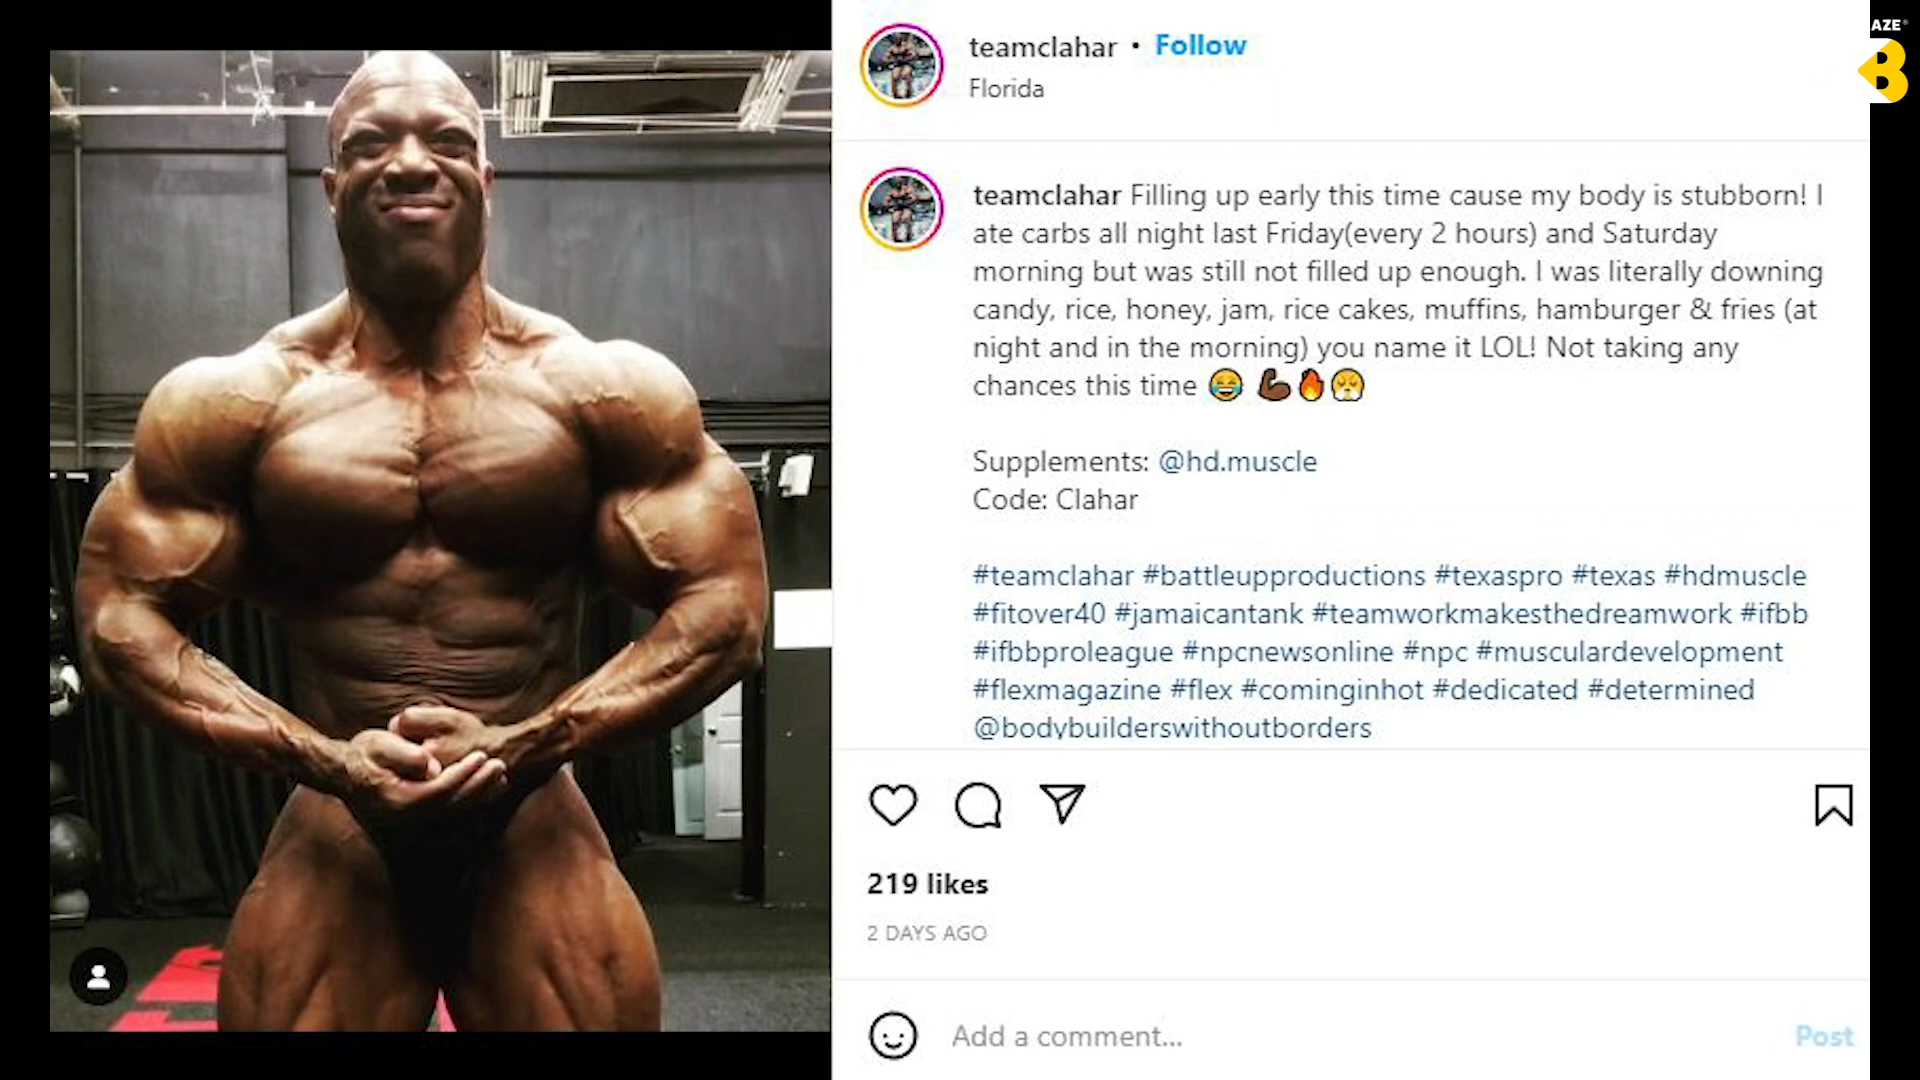 AZE
B
teamclahar • Follow
Florida
teamclahar Filling up early this time cause my body is stubborn! I
ate carbs all night last Friday(every 2 hours) and Saturday
morning but was still not filled up enough. I was literally downing
candy, rice, honey, jam, rice cakes, muffins, hamburger & fries (at
night and in the morning) you name it LOL! Not taking any
chances this time 😂 💪🏿🔥😤
Supplements: @hd.muscle
Code: Clahar
#teamclahar #battleupproductions #texaspro #texas #hdmuscle
#fitover40 #jamaicantank #teamworkmakesthedreamwork #ifbb
#ifbbproleague #npcnewsonline #npc #musculardevelopment
#flexmagazine #flex #cominginhot #dedicated #determined
@bodybuilderswithoutborders
219 likes
2 DAYS AGO
Add a comment...
Post